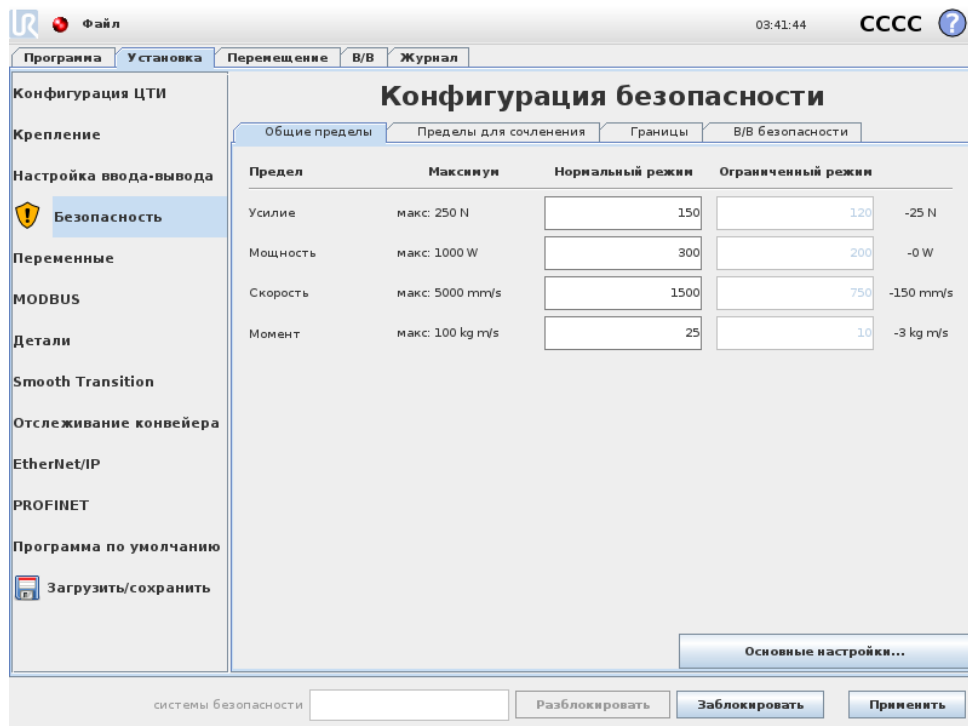 UR Файл 03:41:44 CCCC ?
Программа Установка Перемещение В/В Журнал
Конфигурация ЦТИ
Крепление
Настройка ввода-вывода
Безопасность
Переменные
MODBUS
Детали
Smooth Transition
Отслеживание конвейера
EtherNet/IP
PROFINET
Программа по умолчанию
Загрузить/сохранить
Конфигурация безопасности
Общие пределы Пределы для сочленения Границы В/В безопасности
Предел Максимум Нормальный режим Ограниченный режим
Усилие макс: 250 N 150 120 -25 N
Мощность макс: 1000 W 300 200 -0 W
Скорость макс: 5000 mm/s 1500 750 -150 mm/s
Момент макс: 100 kg m/s 25 10 -3 kg m/s
Основные настройки...
системы безопасности Разблокировать Заблокировать Применить